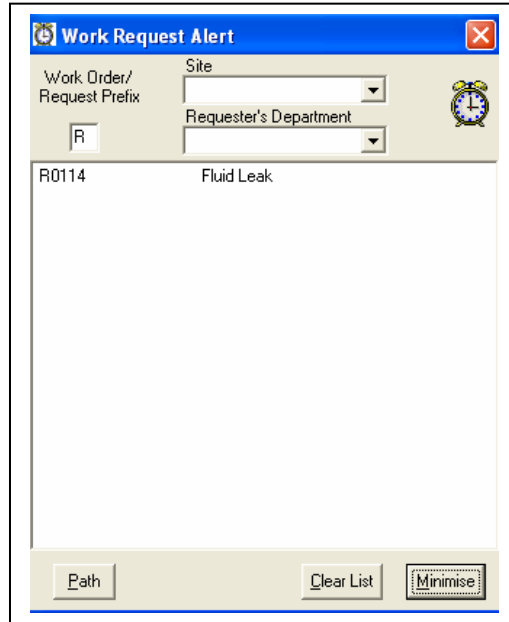 Work Request Alert
Work Order/
Request Prefix
R
Site
Requester's Department
R0114 Fluid Leak
Path
Clear List
Minimise